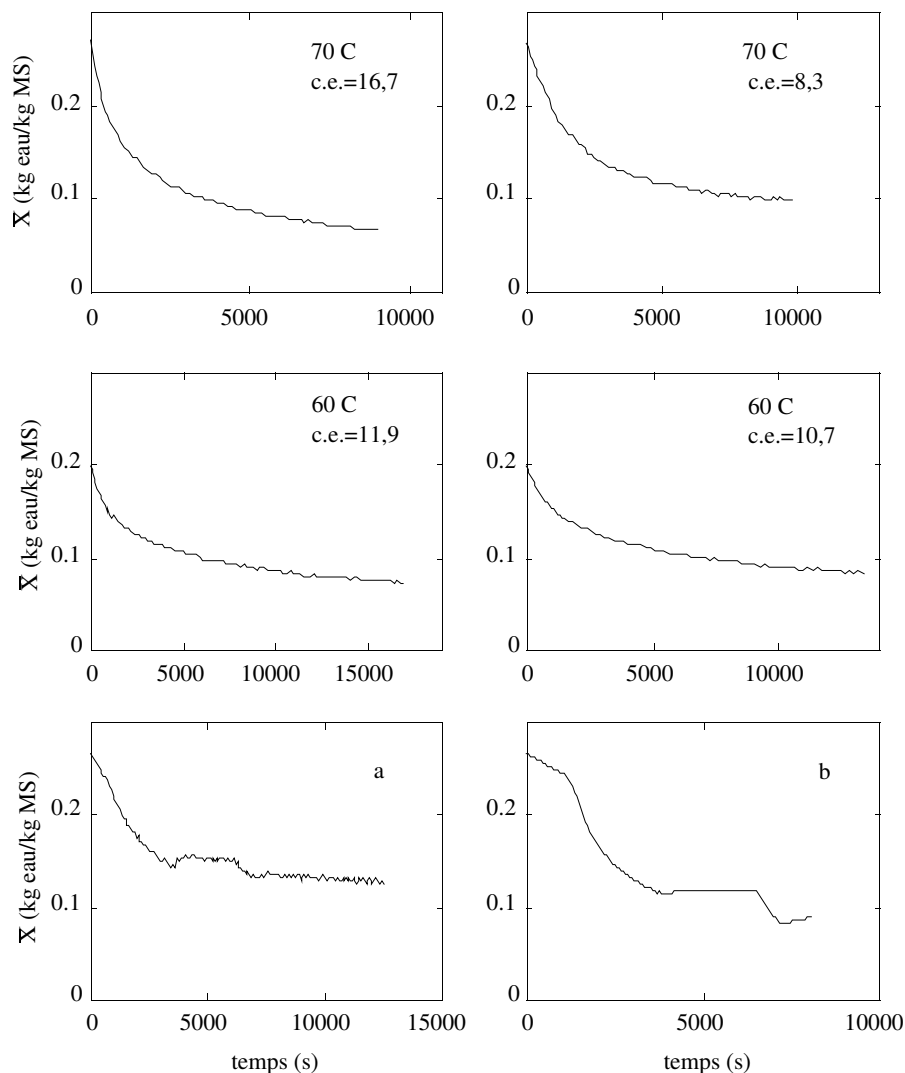 70 C
c.e.=16,7
0.2
0.1
0
X̄ (kg eau/kg MS)
0 5000 10000
70 C
c.e.=8,3
0.2
0.1
0
0 5000 10000
60 C
c.e.=11,9
0.2
0.1
0
X̄ (kg eau/kg MS)
0 5000 10000 15000
60 C
c.e.=10,7
0.2
0.1
0
0 5000 10000
a
0.2
0.1
0
X̄ (kg eau/kg MS)
0 5000 10000 15000
temps (s)
b
0.2
0.1
0
0 5000 10000
temps (s)